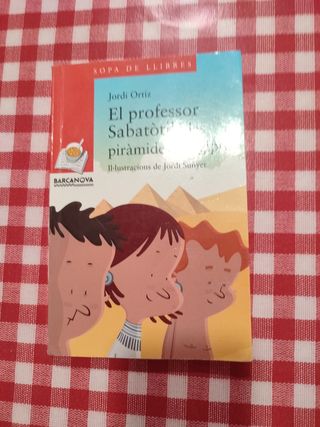 SOPA DE LLIBRES
Jordi Ortiz
El professor
Sabatòt
piràmide
Il·lustracions de Jordi Sunyer
BARCANOVA